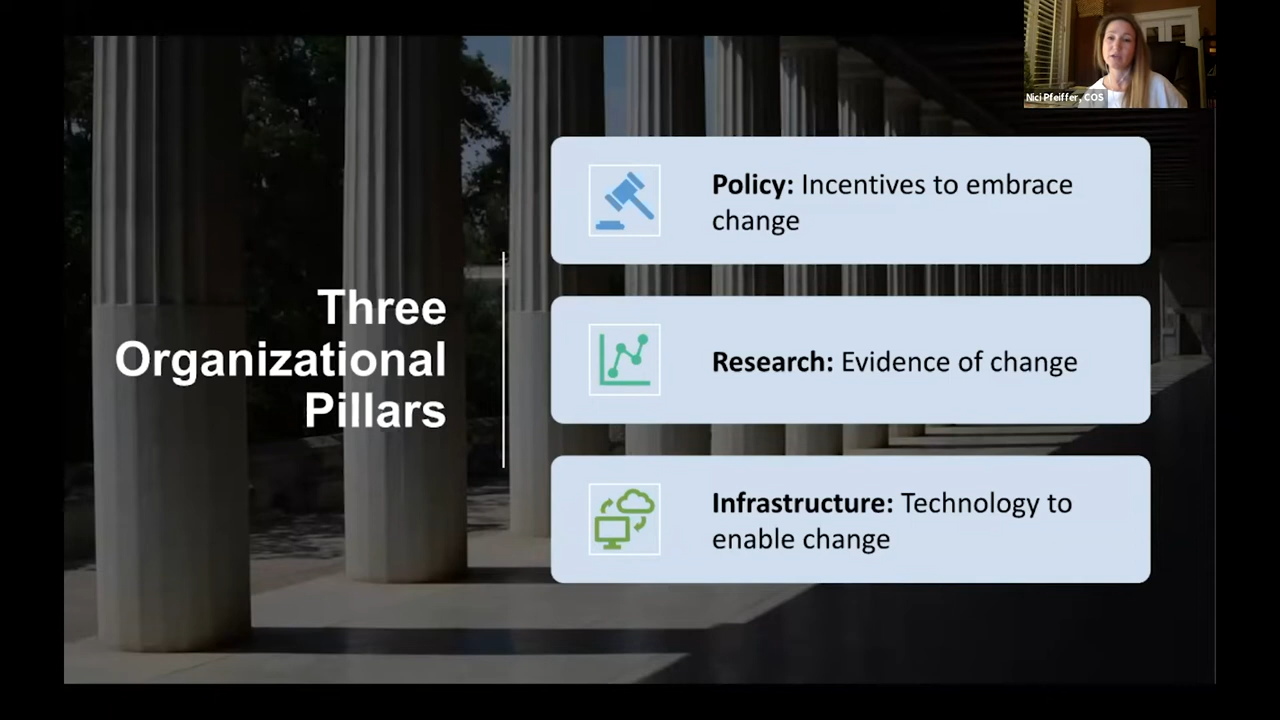 Nici Pfeiffer, COS
Three
Organizational
Pillars
Policy: Incentives to embrace
change
Research: Evidence of change
Infrastructure: Technology to
enable change